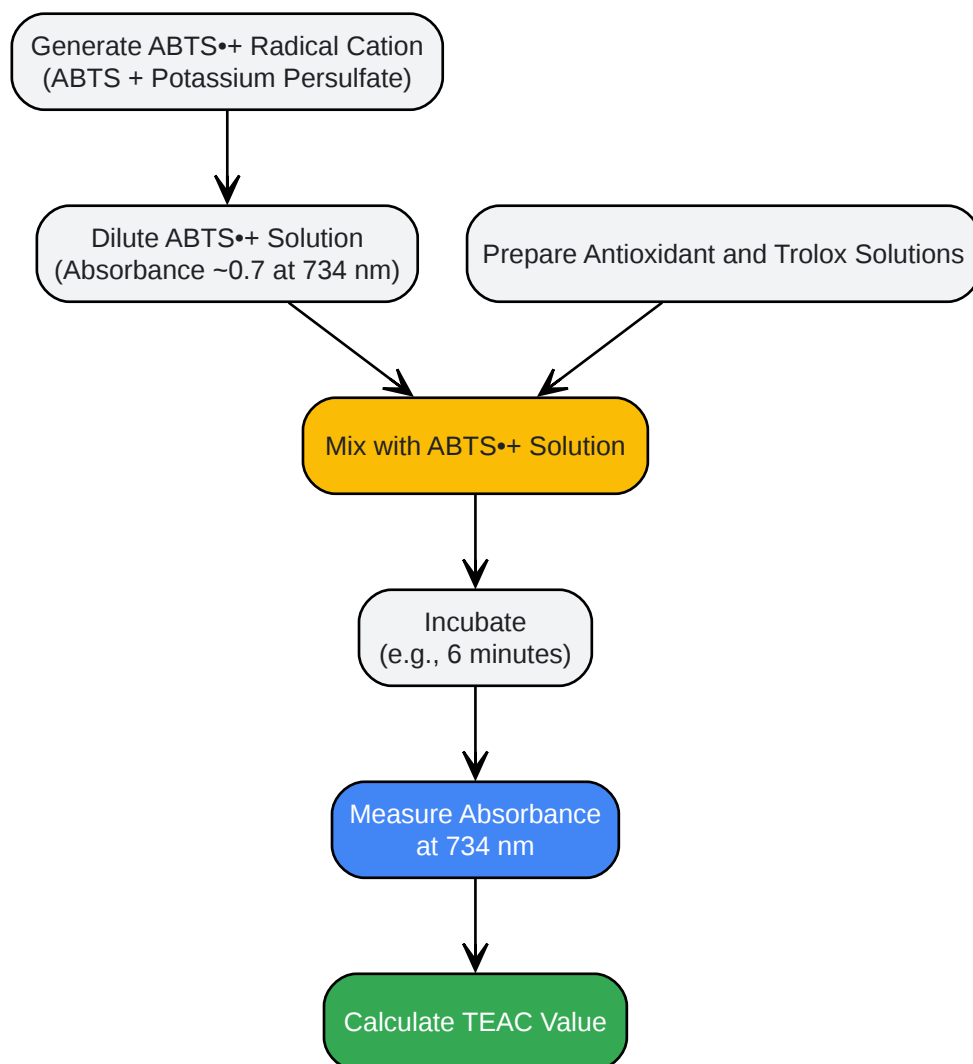 Generate ABTS•+ Radical Cation
(ABTS + Potassium Persulfate)
Dilute ABTS•+ Solution
(Absorbance ~0.7 at 734 nm)
Prepare Antioxidant and Trolox Solutions
Mix with ABTS•+ Solution
Incubate
(e.g., 6 minutes)
Measure Absorbance
at 734 nm
Calculate TEAC Value